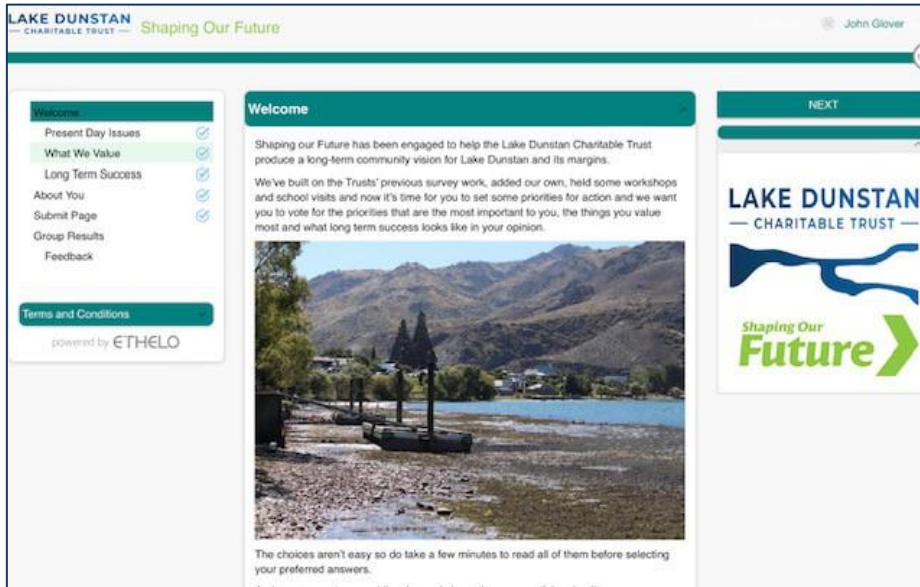 LAKE DUNSTAN
— CHARITABLE TRUST —
Shaping Our Future
John Glover
Welcome
Present Day Issues
What We Value
Long Term Success
About You
Submit Page
Group Results
Feedback
Terms and Conditions
powered by ETHELO
Welcome
Shaping our Future has been engaged to help the Lake Dunstan Charitable Trust
produce a long-term community vision for Lake Dunstan and its margins.
We've built on the Trusts' previous survey work, added our own, held some workshops
and school visits and now it's time for you to set some priorities for action and we want
you to vote for the priorities that are the most important to you, the things you value
most and what long term success looks like in your opinion.
The choices aren't easy so do take a few minutes to read all of them before selecting
your preferred answers.
NEXT
LAKE DUNSTAN
— CHARITABLE TRUST —
Shaping Our
Future